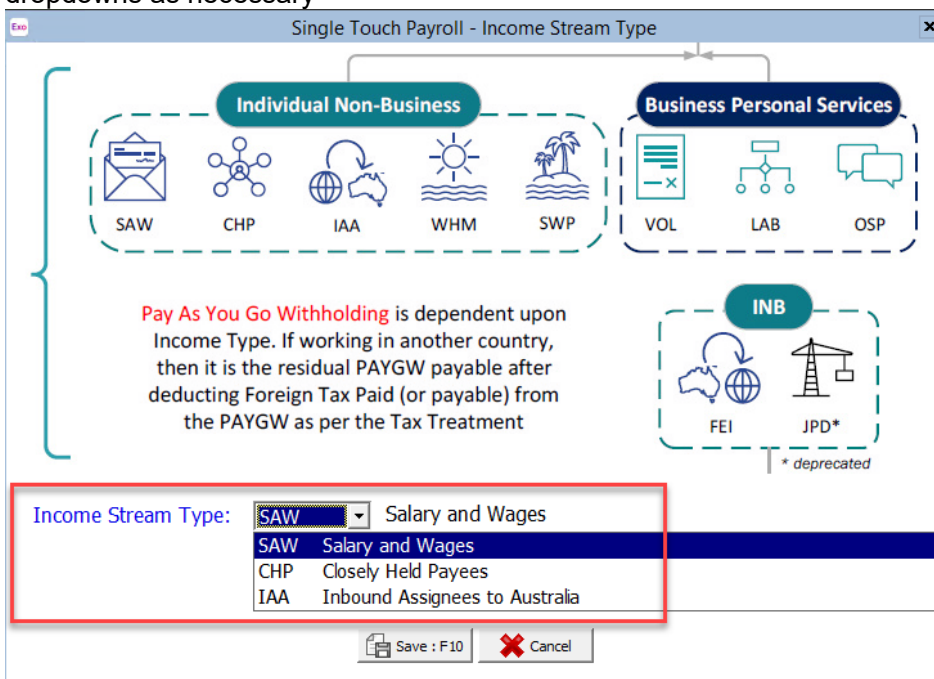 dropdowns as necessary
Exo
Single Touch Payroll - Income Stream Type
Individual Non-Business
Business Personal Services
SAW
CHP
IAA
WHM
SWP
VOL
LAB
OSP
INB
Pay As You Go Withholding is dependent upon
Income Type. If working in another country,
then it is the residual PAYGW payable after
deducting Foreign Tax Paid (or payable) from
the PAYGW as per the Tax Treatment
FEI
JPD*
* deprecated
Income Stream Type: SAW Salary and Wages
SAW Salary and Wages
CHP Closely Held Payees
IAA Inbound Assignees to Australia
Save : F10 Cancel